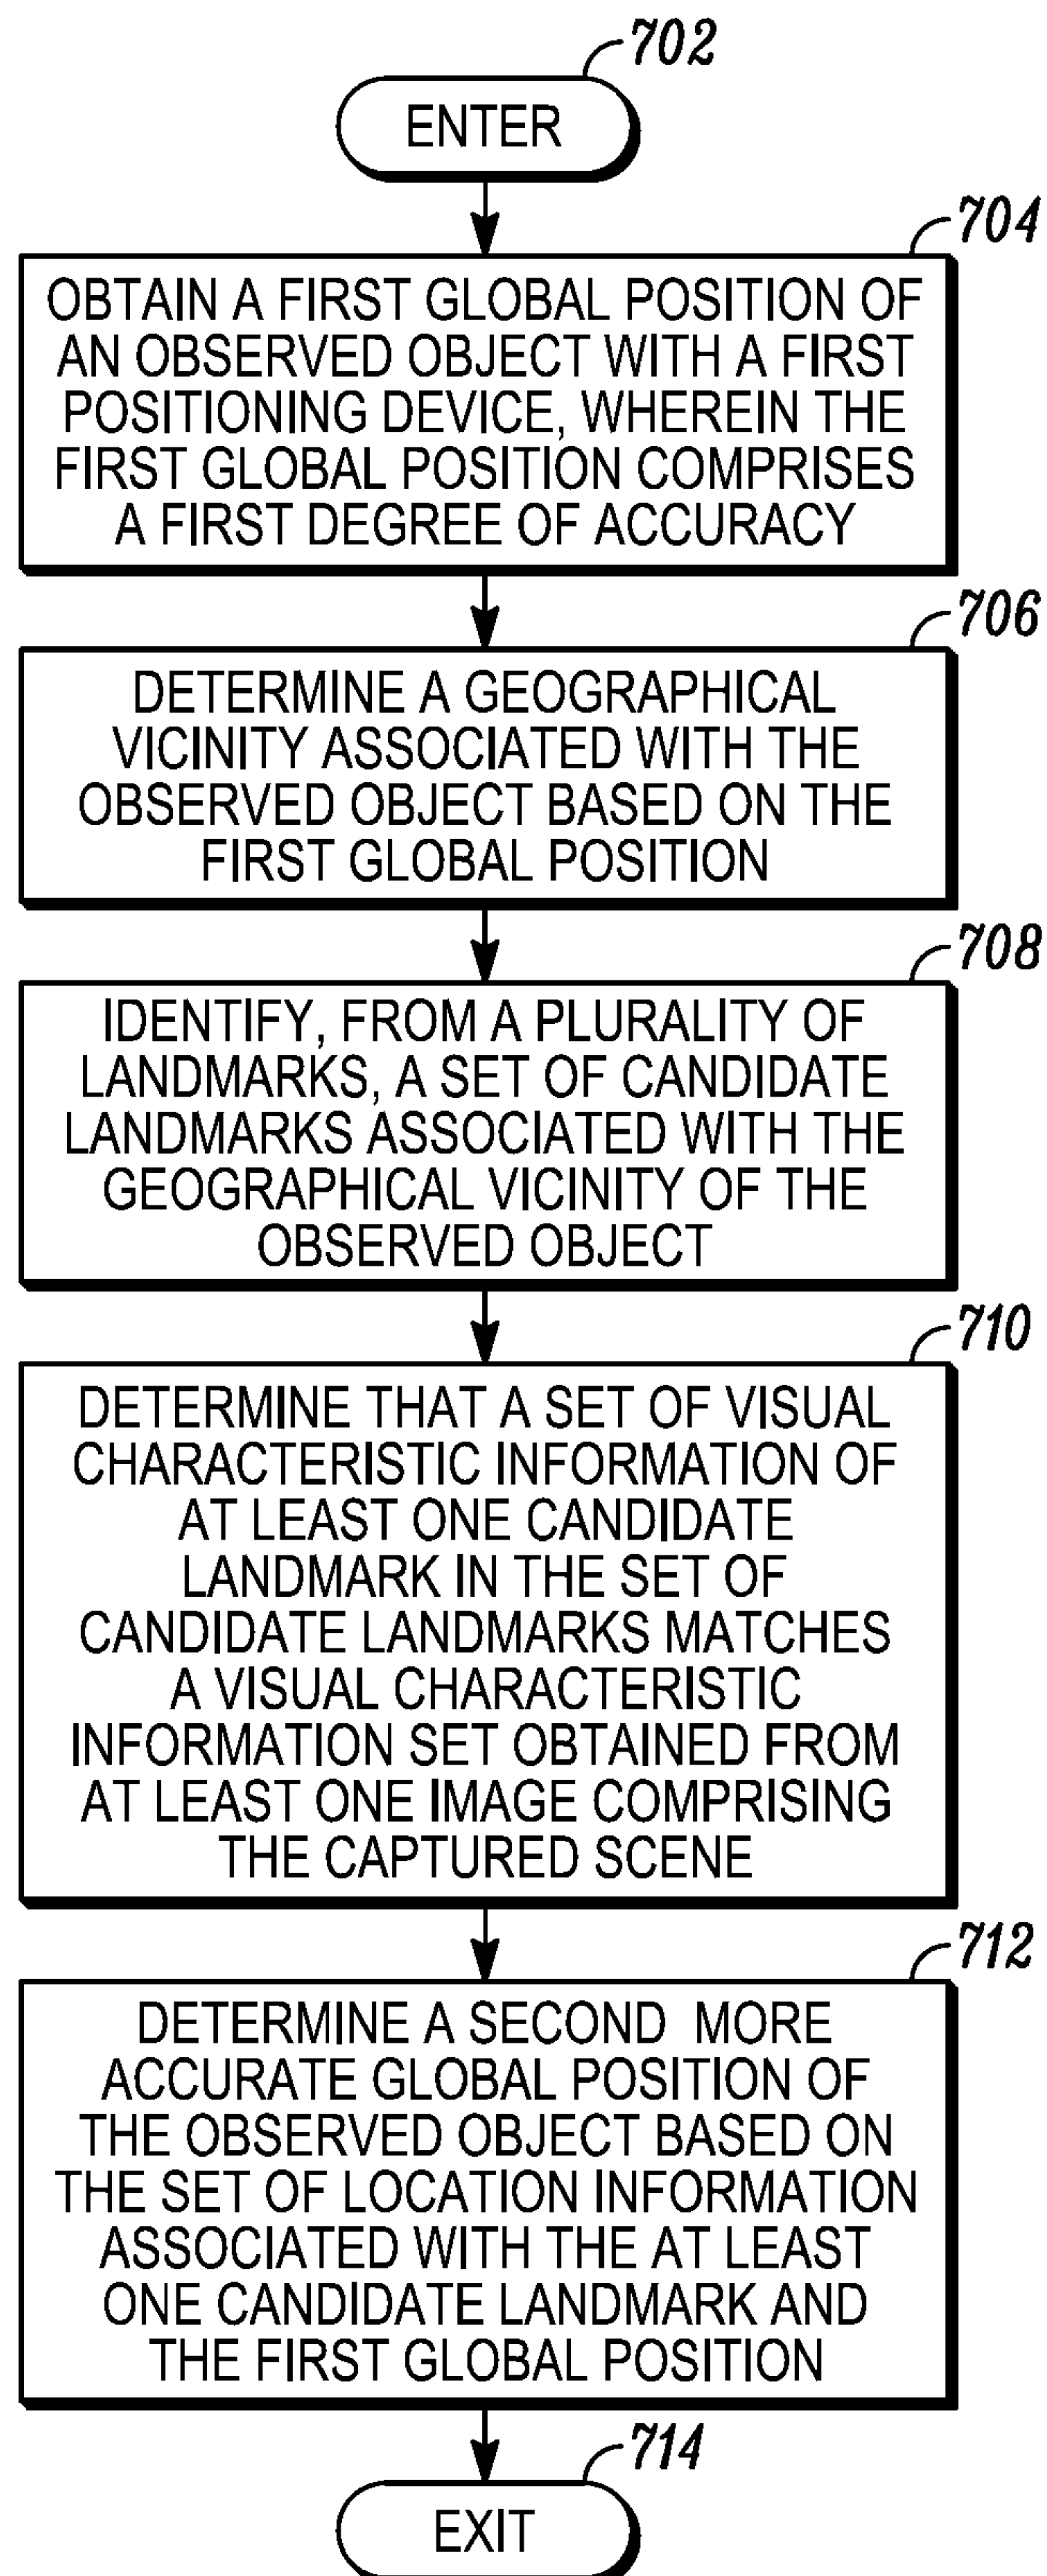 702
ENTER
704
OBTAIN A FIRST GLOBAL POSITION OF
AN OBSERVED OBJECT WITH A FIRST
POSITIONING DEVICE, WHEREIN THE
FIRST GLOBAL POSITION COMPRISES
A FIRST DEGREE OF ACCURACY
706
DETERMINE A GEOGRAPHICAL
VICINITY ASSOCIATED WITH THE
OBSERVED OBJECT BASED ON THE
FIRST GLOBAL POSITION
708
IDENTIFY, FROM A PLURALITY OF
LANDMARKS, A SET OF CANDIDATE
LANDMARKS ASSOCIATED WITH THE
GEOGRAPHICAL VICINITY OF THE
OBSERVED OBJECT
710
DETERMINE THAT A SET OF VISUAL
CHARACTERISTIC INFORMATION OF
AT LEAST ONE CANDIDATE
LANDMARK IN THE SET OF
CANDIDATE LANDMARKS MATCHES
A VISUAL CHARACTERISTIC
INFORMATION SET OBTAINED FROM
AT LEAST ONE IMAGE COMPRISING
THE CAPTURED SCENE
712
DETERMINE A SECOND MORE
ACCURATE GLOBAL POSITION OF
THE OBSERVED OBJECT BASED ON
THE SET OF LOCATION INFORMATION
ASSOCIATED WITH THE AT LEAST
ONE CANDIDATE LANDMARK AND
THE FIRST GLOBAL POSITION
714
EXIT